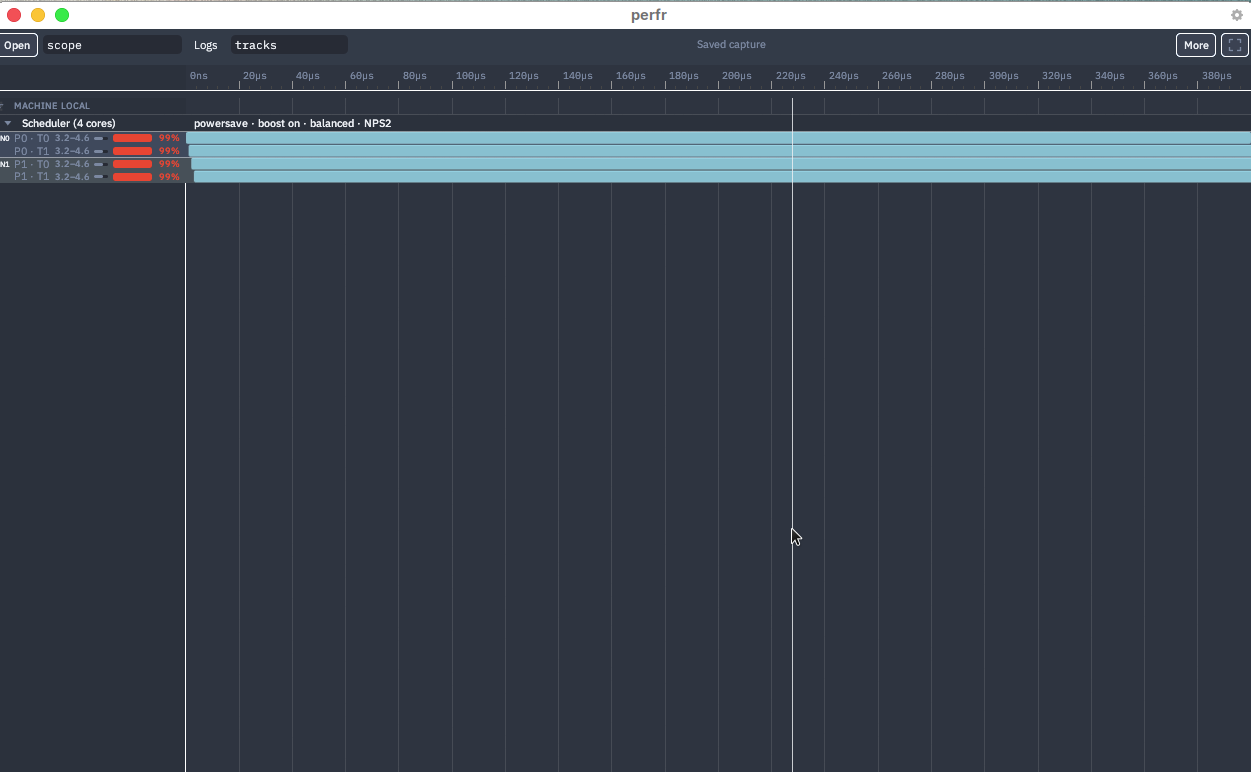 perfr
Open scope Logs tracks Saved capture More
0ns 20μs 40μs 60μs 80μs 100μs 120μs 140μs 160μs 180μs 200μs 220μs 240μs 260μs 280μs 300μs 320μs 340μs 360μs 380μs
MACHINE LOCAL
Scheduler (4 cores) powersave · boost on · balanced · NPS2
N0 P0 · T0 3.2–4.6 99%
P0 · T1 3.2–4.6 99%
N1 P1 · T0 3.2–4.6 99%
P1 · T1 3.2–4.6 99%